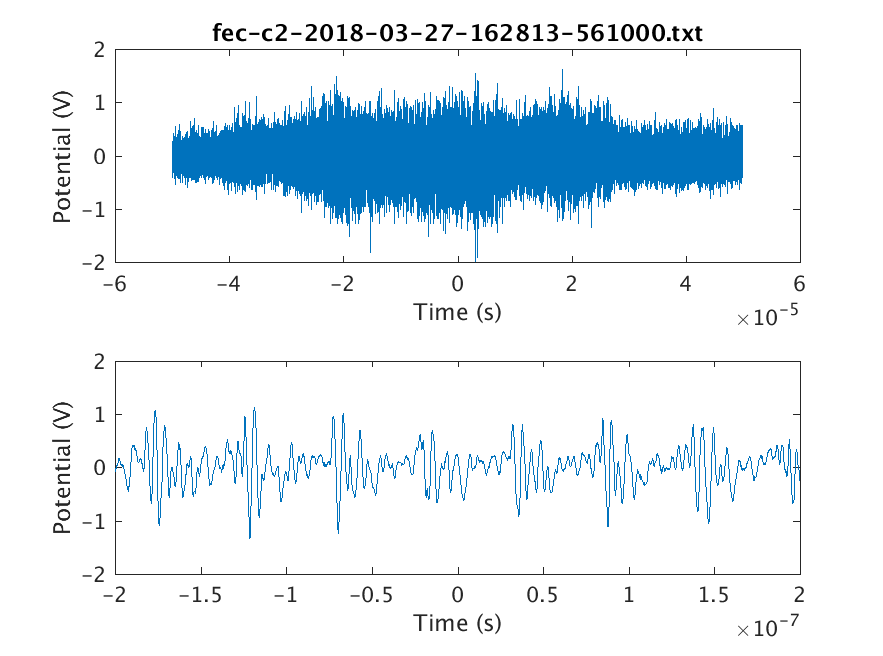 fec-c2-2018-03-27-162813-561000.txt
2
1
0
-1
-2
Potential (V)
-6 -4 -2 0 2 4 6
Time (s)
×10⁻⁵
2
1
0
-1
-2
Potential (V)
-2 -1.5 -1 -0.5 0 0.5 1 1.5 2
Time (s)
×10⁻⁷